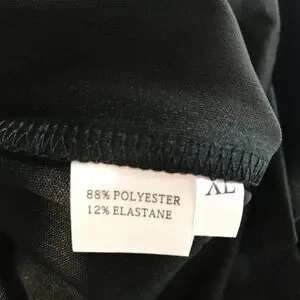 88% POLYESTER
12% ELASTANE
XL